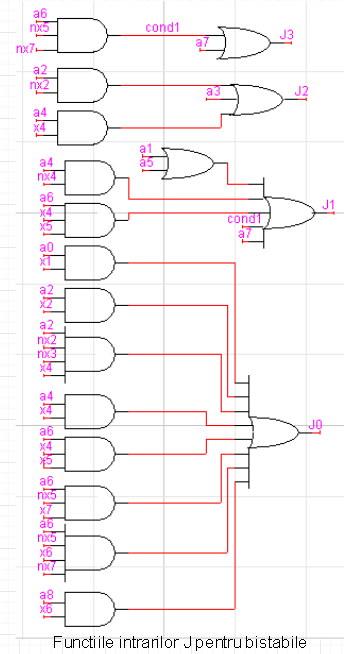 a6
nx5
nx7
cond1
a7
J3
a2
nx2
a3
J2
a4
x4
a1
a5
a4
nx4
a6
x4
x5
cond1
a7
J1
a0
x1
a2
x2
a2
nx2
nx3
x4
a4
x4
J0
a6
x4
x5
a6
nx5
x7
a6
nx5
x6
nx7
a8
x6
Functiile intrarilor J pentru bistabile